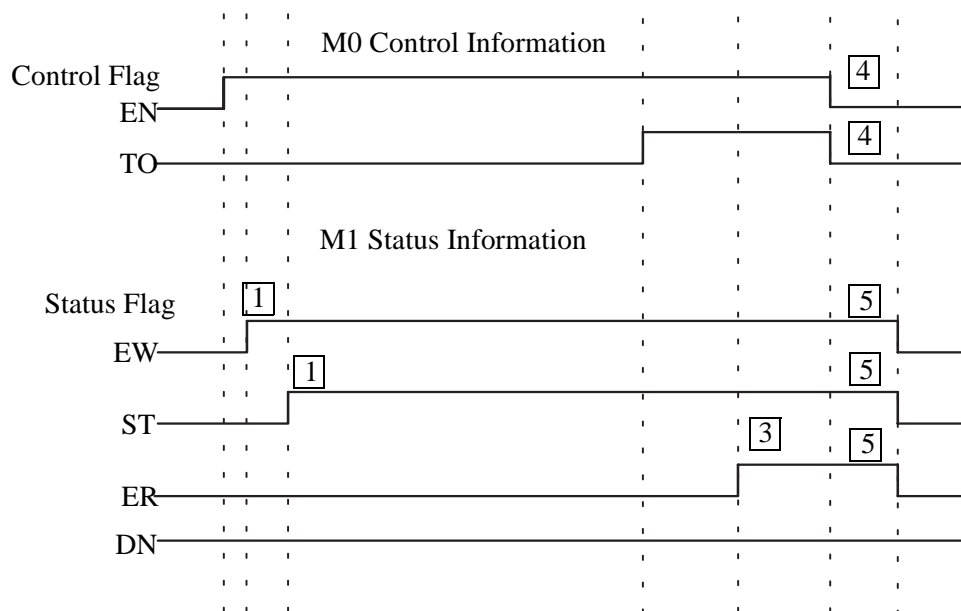 M0 Control Information
Control Flag
4
EN
4
TO
M1 Status Information
Status Flag
1
5
EW
1
5
ST
3
5
ER
DN